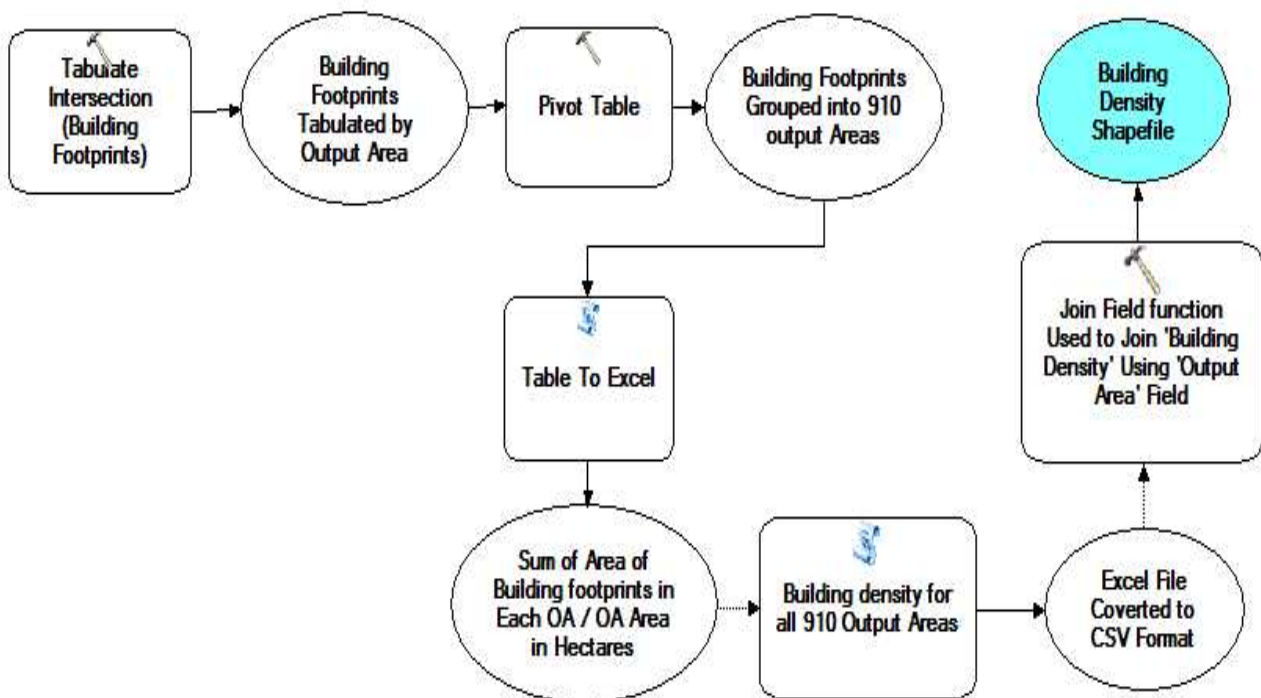 Tabulate
Intersection
(Building
Footprints)
Building
Footprints
Tabulated by
Output Area
Pivot Table
Building Footprints
Grouped into 910
output Areas
Table To Excel
Sum of Area of
Building footprints in
Each OA / OA Area
in Hectares
Building density for
all 910 Output Areas
Excel File
Coverted to
CSV Format
Join Field function
Used to Join 'Building
Density' Using 'Output
Area' Field
Building
Density
Shapefile